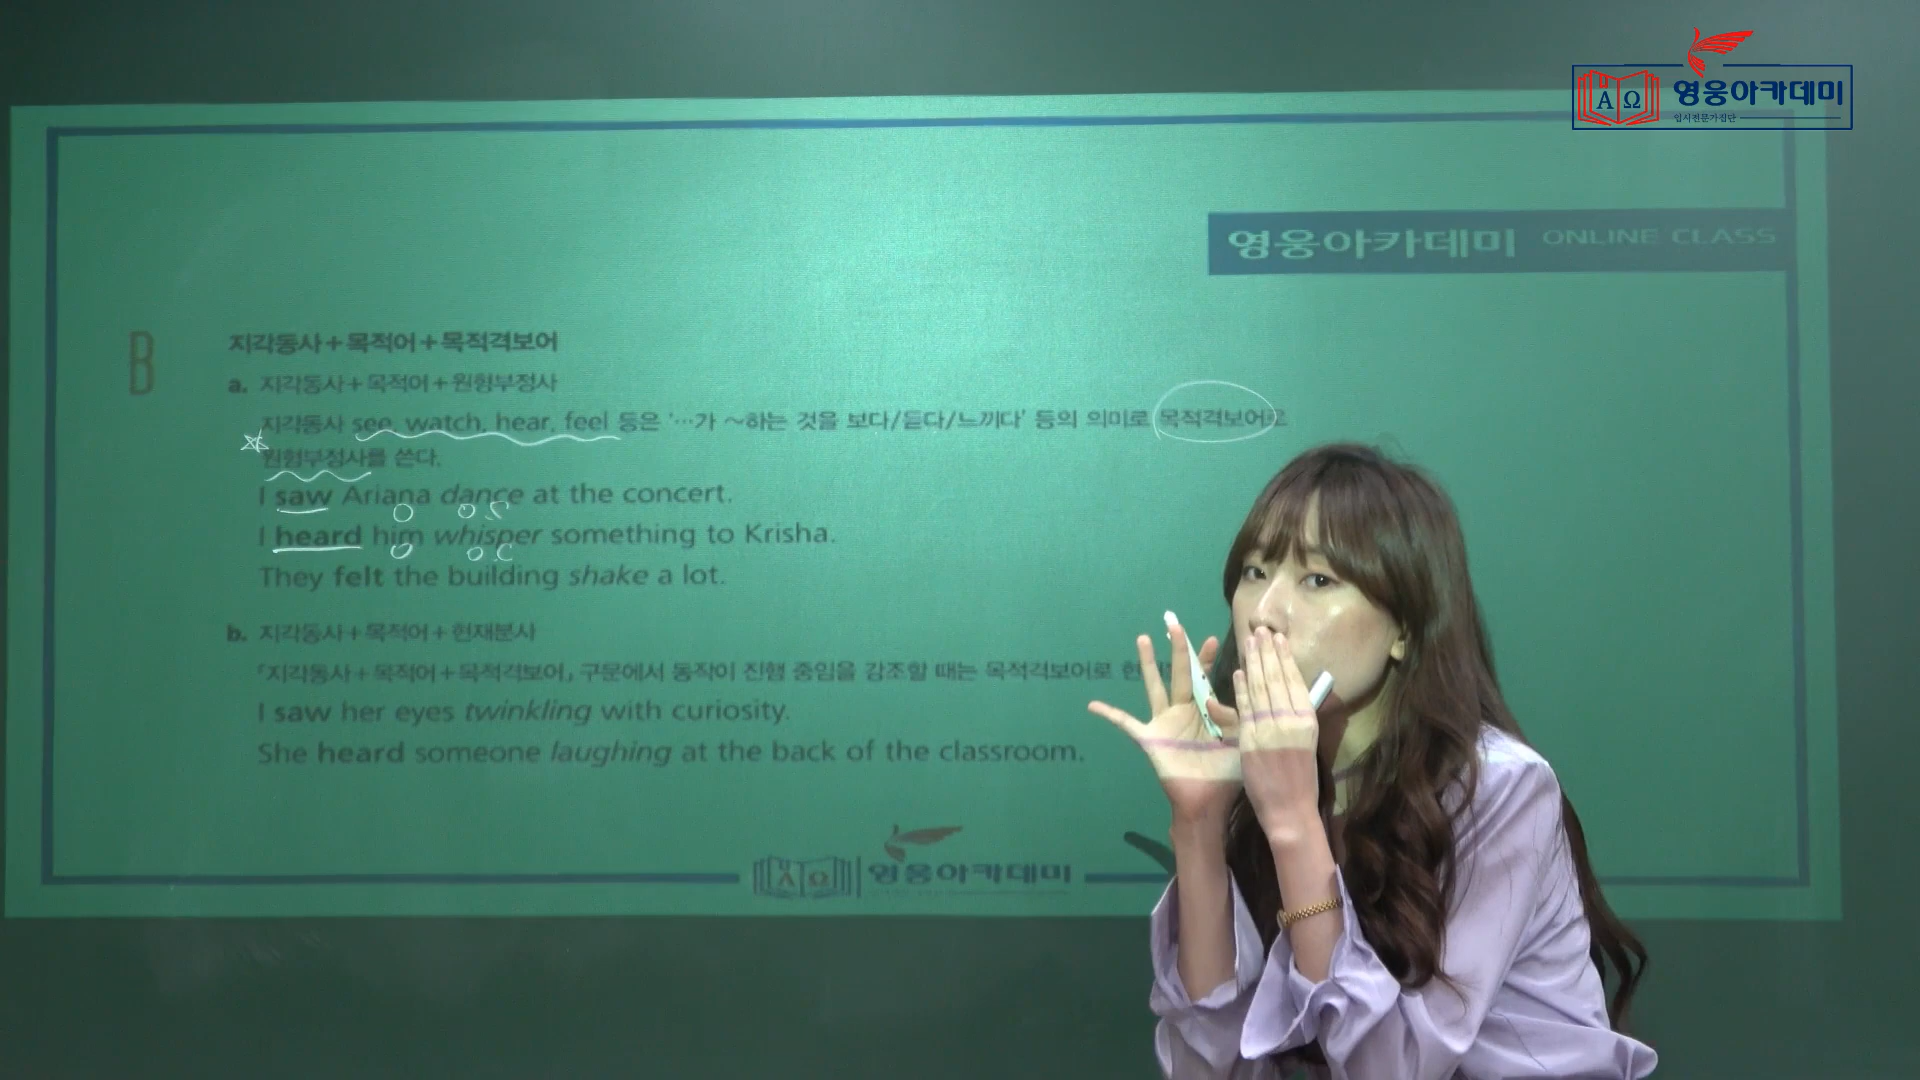 영웅아카데미
입시전문가집단
영웅아카데미 ONLINE CLASS
B
지각동사+목적어+목적격보어
a. 지각동사+목적어+원형부정사
지각동사 see, watch, hear, feel 등은 '…가 ~하는 것을 보다/듣다/느끼다' 등의 의미로 목적격보어로
원형부정사를 쓴다.
I saw Ariana dance at the concert.
O O.C
I heard him whisper something to Krisha.
O O.C
They felt the building shake a lot.
b. 지각동사+목적어+현재분사
「지각동사+목적어+목적격보어」 구문에서 동작이 진행 중임을 강조할 때는 목적격보어로
I saw her eyes twinkling with curiosity.
She heard someone laughing at the back of the classroom.
영웅아카데미